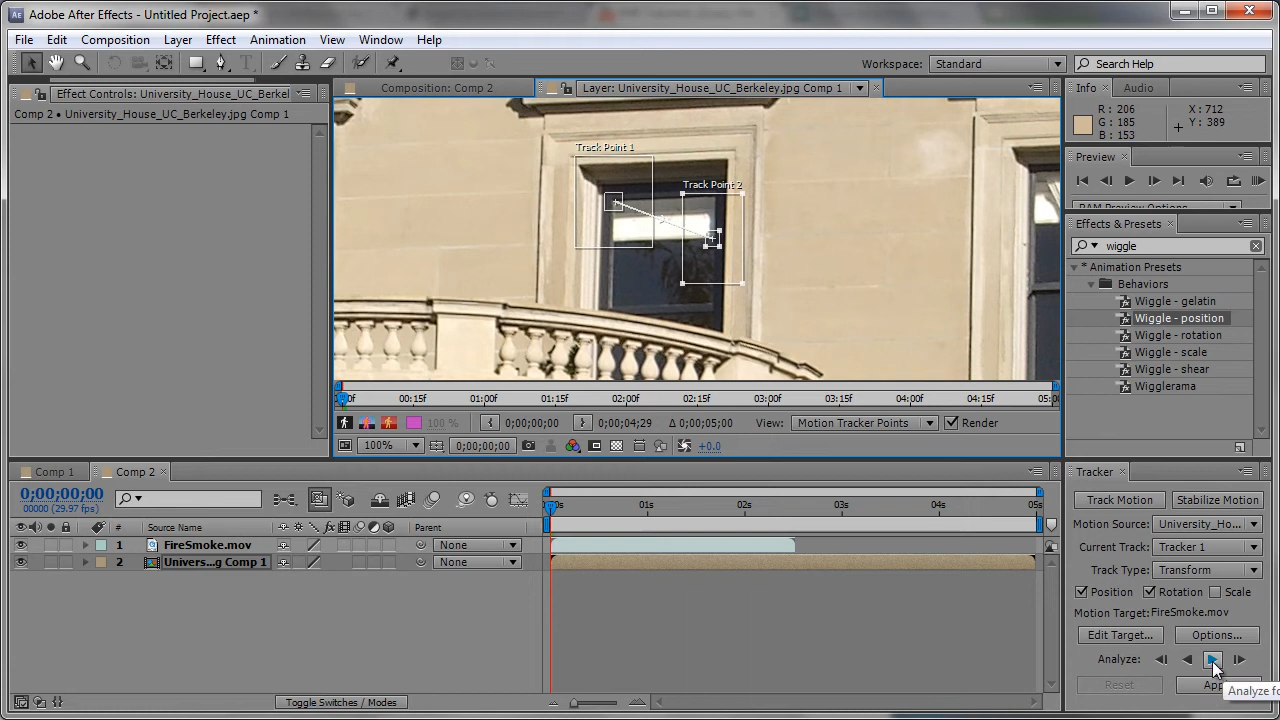 Adobe After Effects - Untitled Project.aep *
File Edit Composition Layer Effect Animation View Window Help
Workspace: Standard Search Help
Effect Controls: University_House_UC_Berkel
Composition: Comp 2
Layer: University_House_UC_Berkeley.jpg Comp 1
Info Audio
Comp 2 • University_House_UC_Berkeley.jpg Comp 1
R : 206
G : 185
B : 153
X : 712
Y : 389
Track Point 1
Track Point 2
Preview
RAM Preview Options
Effects & Presets
wiggle
* Animation Presets
Behaviors
Wiggle - gelatin
Wiggle - position
Wiggle - rotation
Wiggle - scale
Wiggle - shear
Wigglerama
00:15f 01:00f 01:15f 02:00f 02:15f 03:00f 03:15f 04:00f 04:15f 05:00
100 % 0;00;00;00 0;00;04;29 Δ 0;00;05;00 View: Motion Tracker Points Render
100% 0;00;00;00 +0.0
Comp 1 Comp 2
0;00;00;00
00000 (29.97 fps)
01s 02s 03s 04s 05s
# Source Name Parent
1 FireSmoke.mov None
2 Univers...g Comp 1 None
Toggle Switches / Modes
Tracker
Track Motion Stabilize Motion
Motion Source: University_Ho...
Current Track: Tracker 1
Track Type: Transform
Position Rotation Scale
Motion Target: FireSmoke.mov
Edit Target... Options...
Analyze:
Reset
Analyze fo